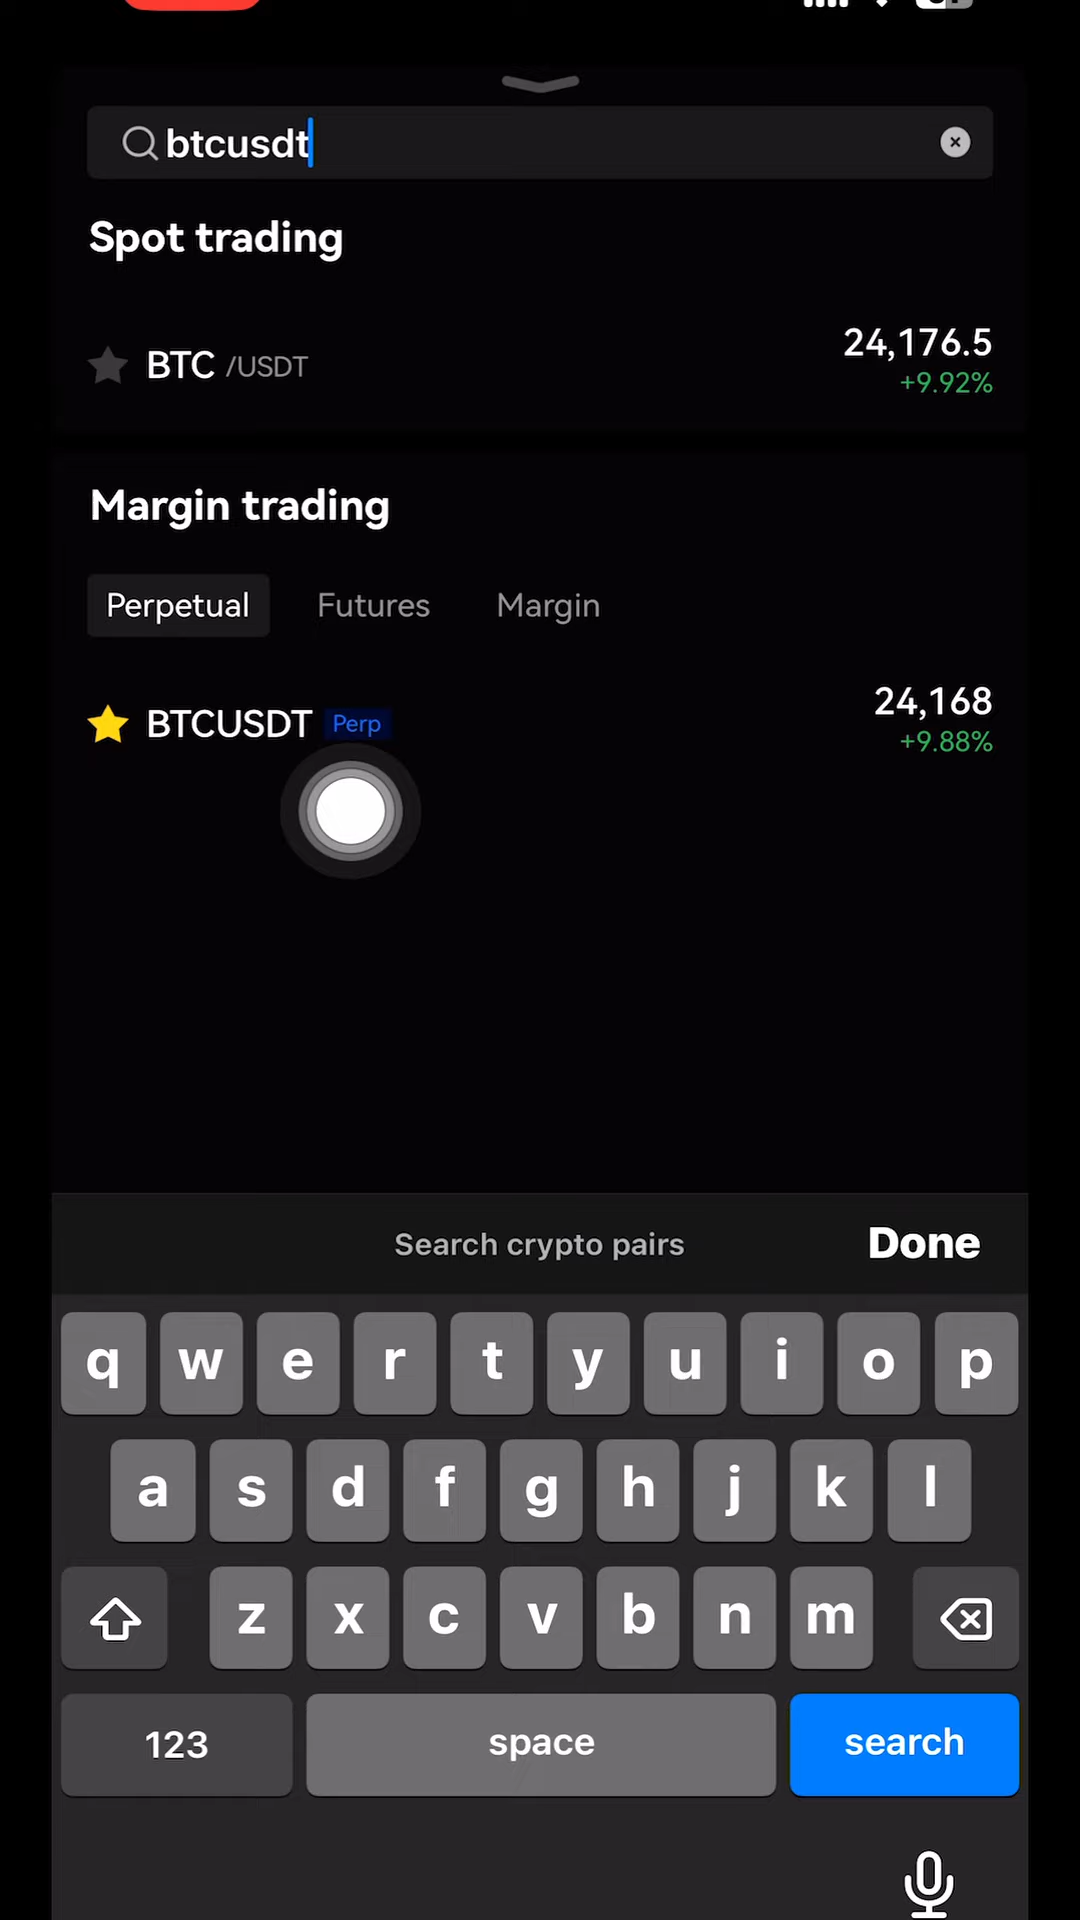 btcusdt
Spot trading
BTC /USDT
24,176.5
+9.92%
Margin trading
Perpetual Futures Margin
BTCUSDT Perp
24,168
+9.88%
Search crypto pairs Done
q w e r t y u i o p
a s d f g h j k l
z x c v b n m
123 space search